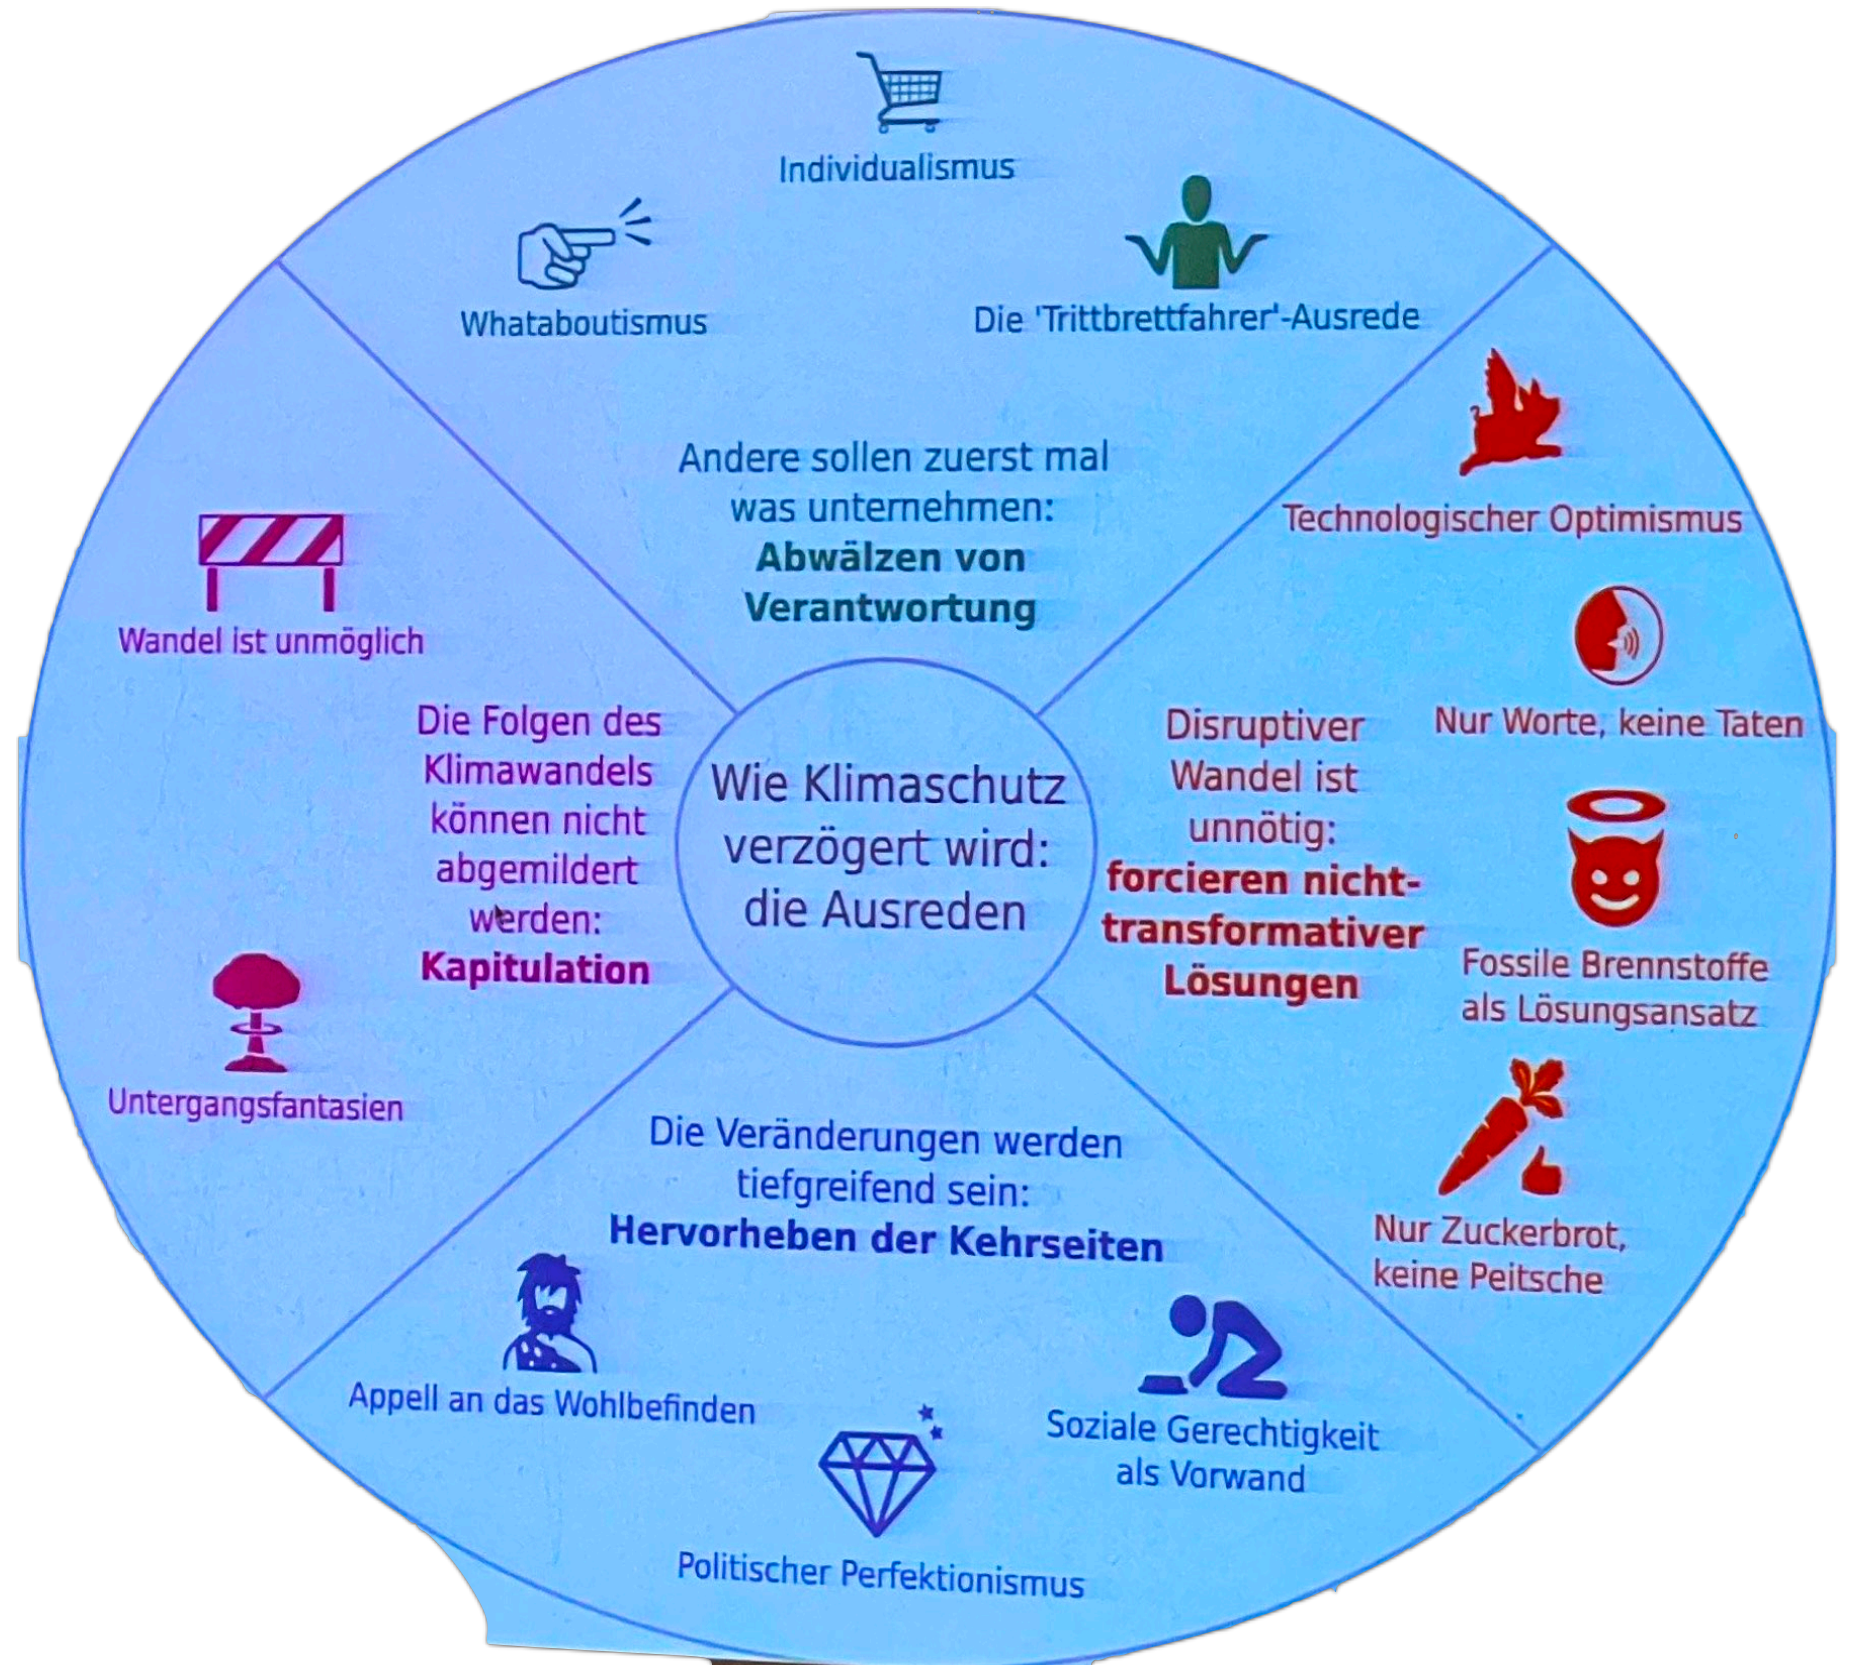 Individualismus
Whataboutismus
Die 'Trittbrettfahrer'-Ausrede
Andere sollen zuerst mal
was unternehmen:
Abwälzen von
Verantwortung
Technologischer Optimismus
Nur Worte, keine Taten
Disruptiver
Wandel ist
unnötig:
forcieren nicht-
transformativer
Lösungen
Fossile Brennstoffe
als Lösungsansatz
Nur Zuckerbrot,
keine Peitsche
Wandel ist unmöglich
Die Folgen des
Klimawandels
können nicht
abgemildert
werden:
Kapitulation
Untergangsfantasien
Wie Klimaschutz
verzögert wird:
die Ausreden
Die Veränderungen werden
tiefgreifend sein:
Hervorheben der Kehrseiten
Appell an das Wohlbefinden
Soziale Gerechtigkeit
als Vorwand
Politischer Perfektionismus